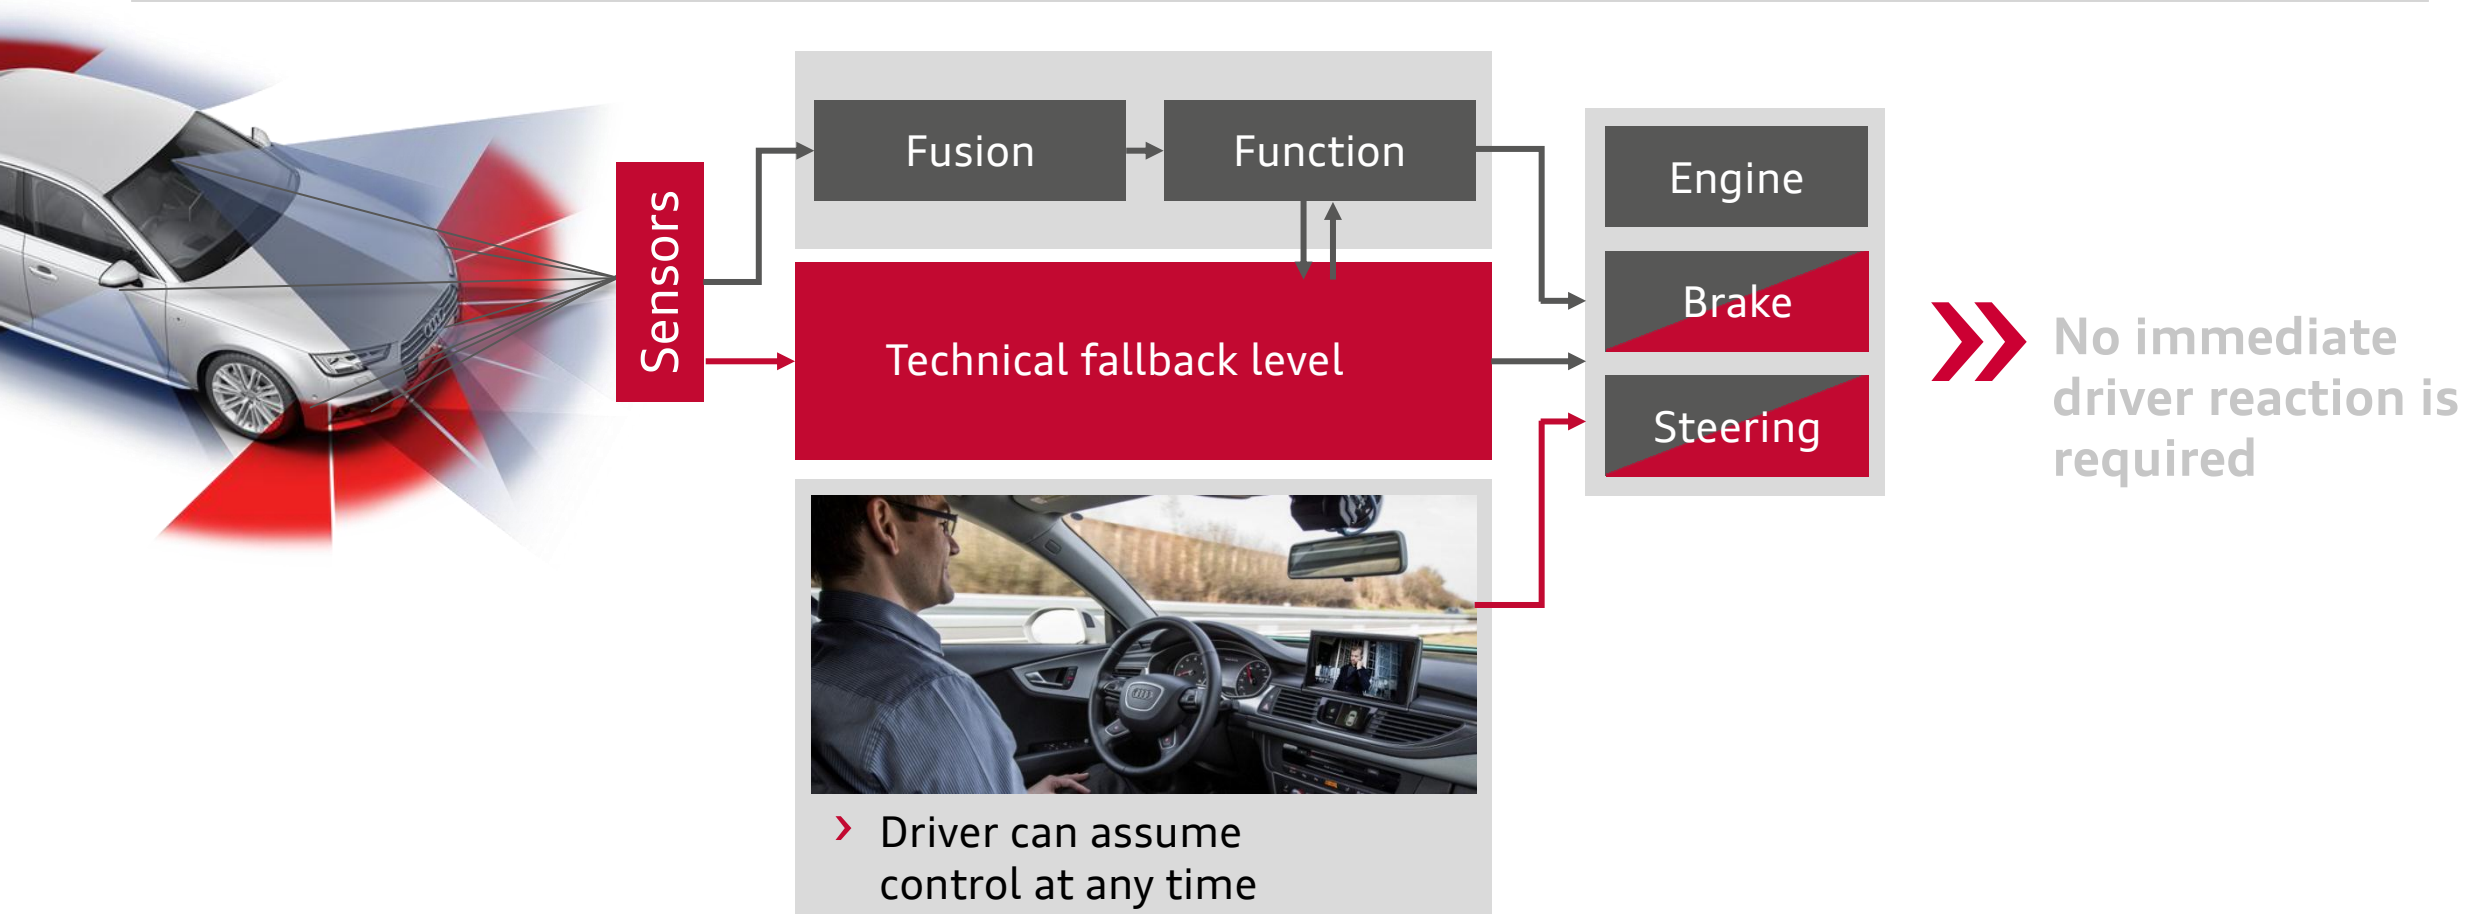 Sensors
Fusion
Function
Technical fallback level
Engine
Brake
Steering
No immediate
driver reaction is
required
› Driver can assume
control at any time